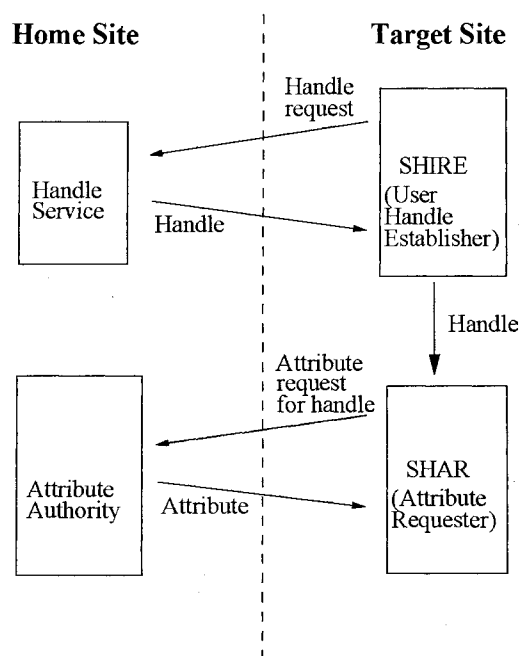 Home Site
Target Site
Handle
request
Handle
Service
SHIRE
(User
Handle
Establisher)
Handle
Handle
Attribute
request
for handle
Attribute
Authority
Attribute
SHAR
(Attribute
Requester)